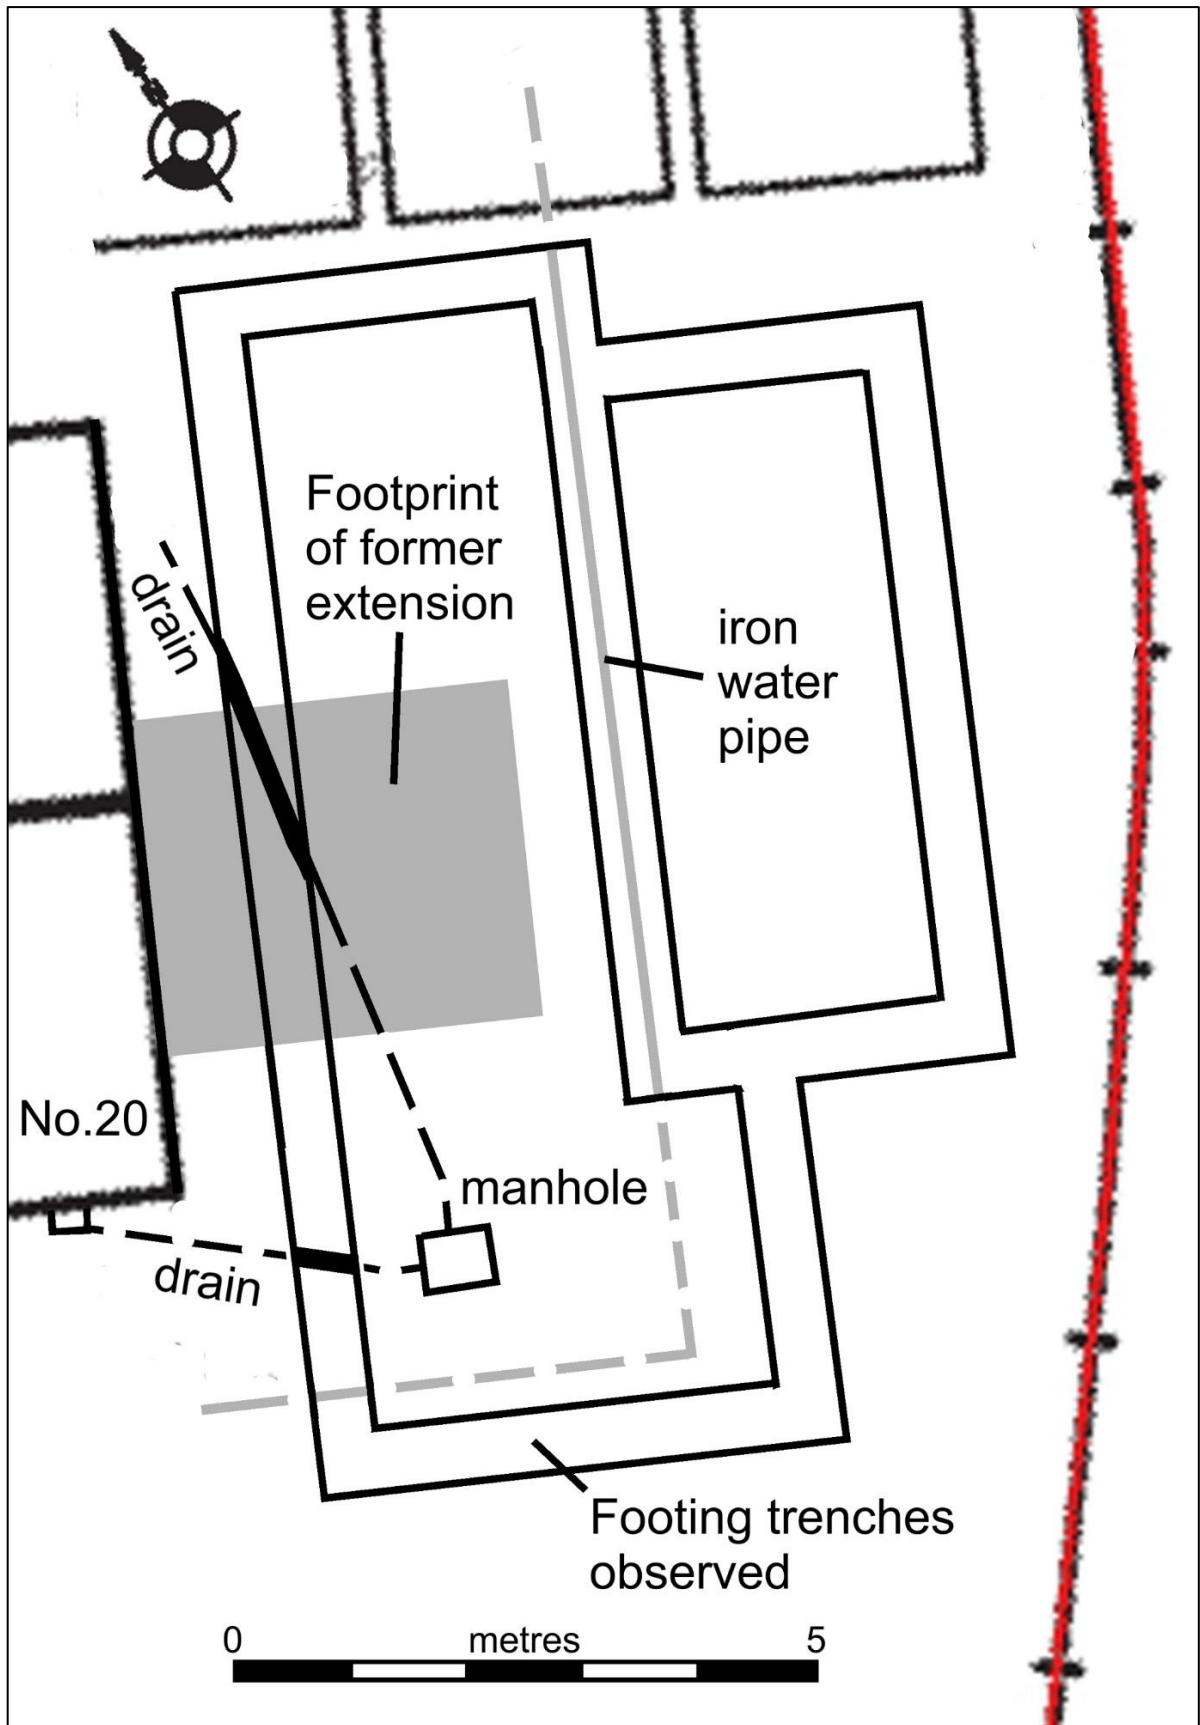 Footprint
of former
extension
drain
iron
water
pipe
No.20
manhole
drain
Footing trenches
observed
0 metres 5